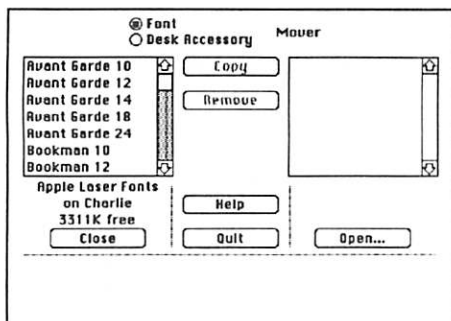 Font
Desk Accessory
Mover
Avant Garde 10
Avant Garde 12
Avant Garde 14
Avant Garde 18
Avant Garde 24
Bookman 10
Bookman 12
Copy
Remove
Apple Laser Fonts
on Charlie
3311K free
Close
Help
Quit
Open...